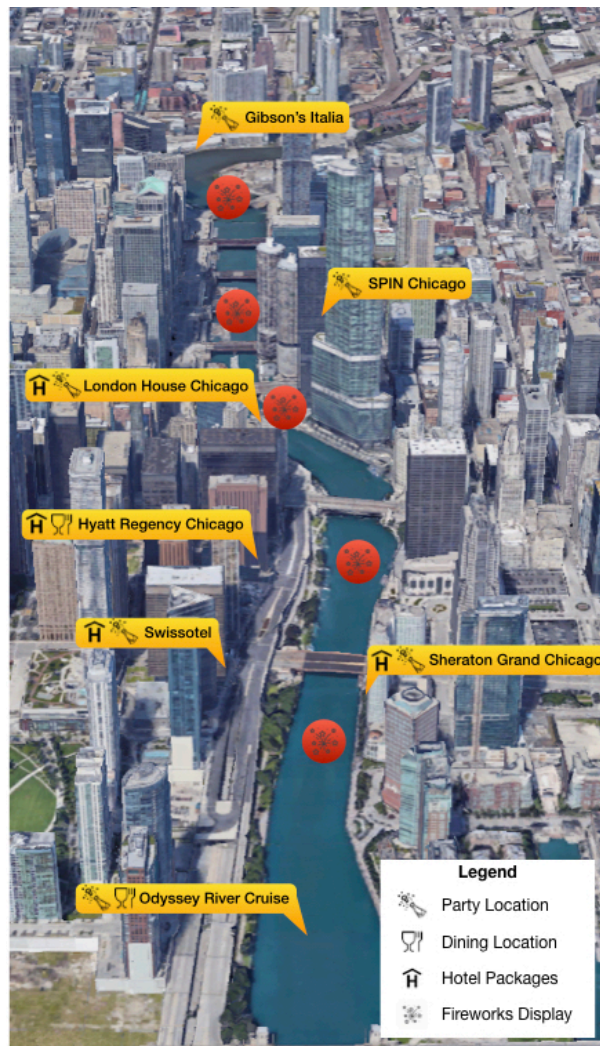 Gibson's Italia
SPIN Chicago
London House Chicago
Hyatt Regency Chicago
Swissotel
Sheraton Grand Chicago
Odyssey River Cruise
Legend
Party Location
Dining Location
Hotel Packages
Fireworks Display